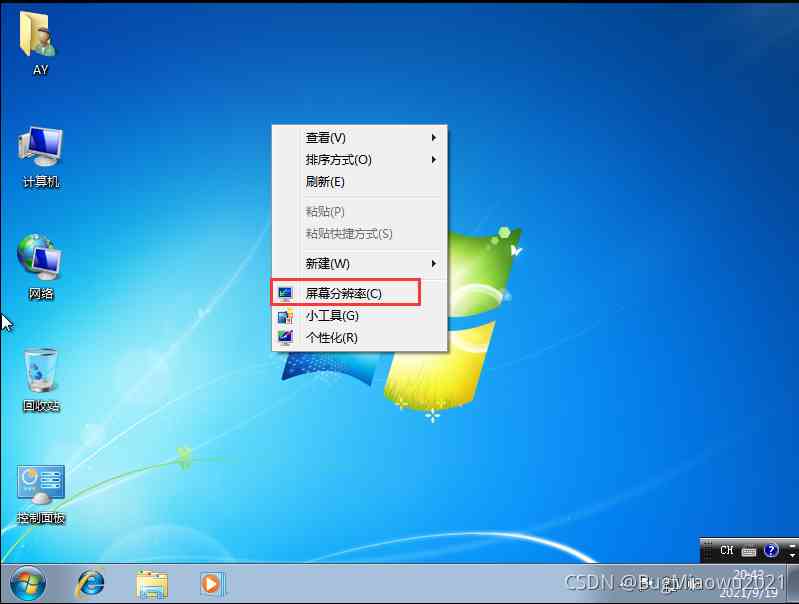 AY
计算机
网络
回收站
控制面板
查看(V)
排序方式(O)
刷新(E)
粘贴(P)
粘贴快捷方式(S)
新建(W)
屏幕分辨率(C)
小工具(G)
个性化(R)
CH
?
20:43
2021/9/19
CSDN @BugMiaowu2021